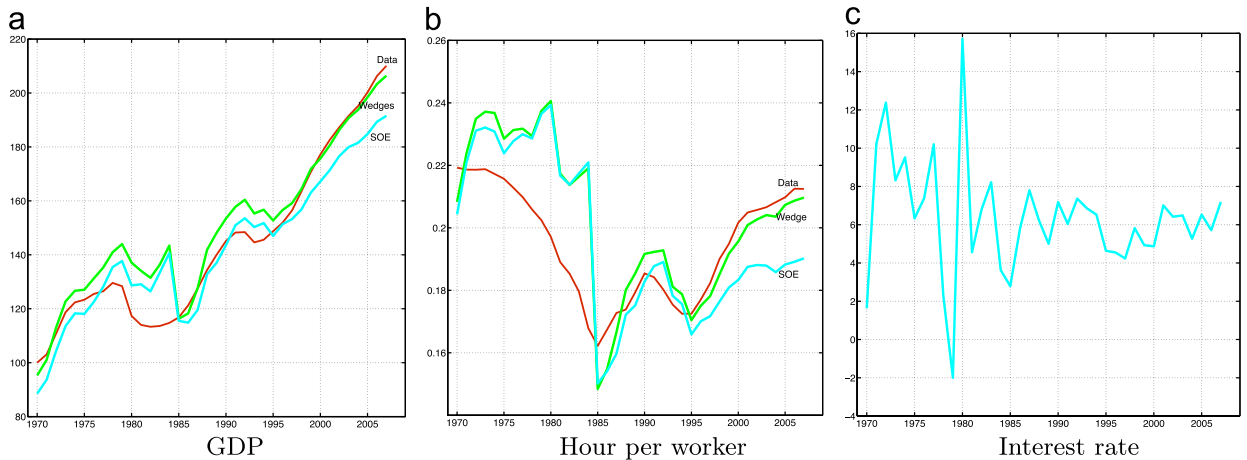 a
220
200
180
160
140
120
100
80
1970 1975 1980 1985 1990 1995 2000 2005
Data
Wedges
SOE
GDP
b
0.26
0.24
0.22
0.2
0.18
0.16
1970 1975 1980 1985 1990 1995 2000 2005
Data
Wedge
SOE
Hour per worker
c
16
14
12
10
8
6
4
2
0
−2
−4
1970 1975 1980 1985 1990 1995 2000 2005
Interest rate